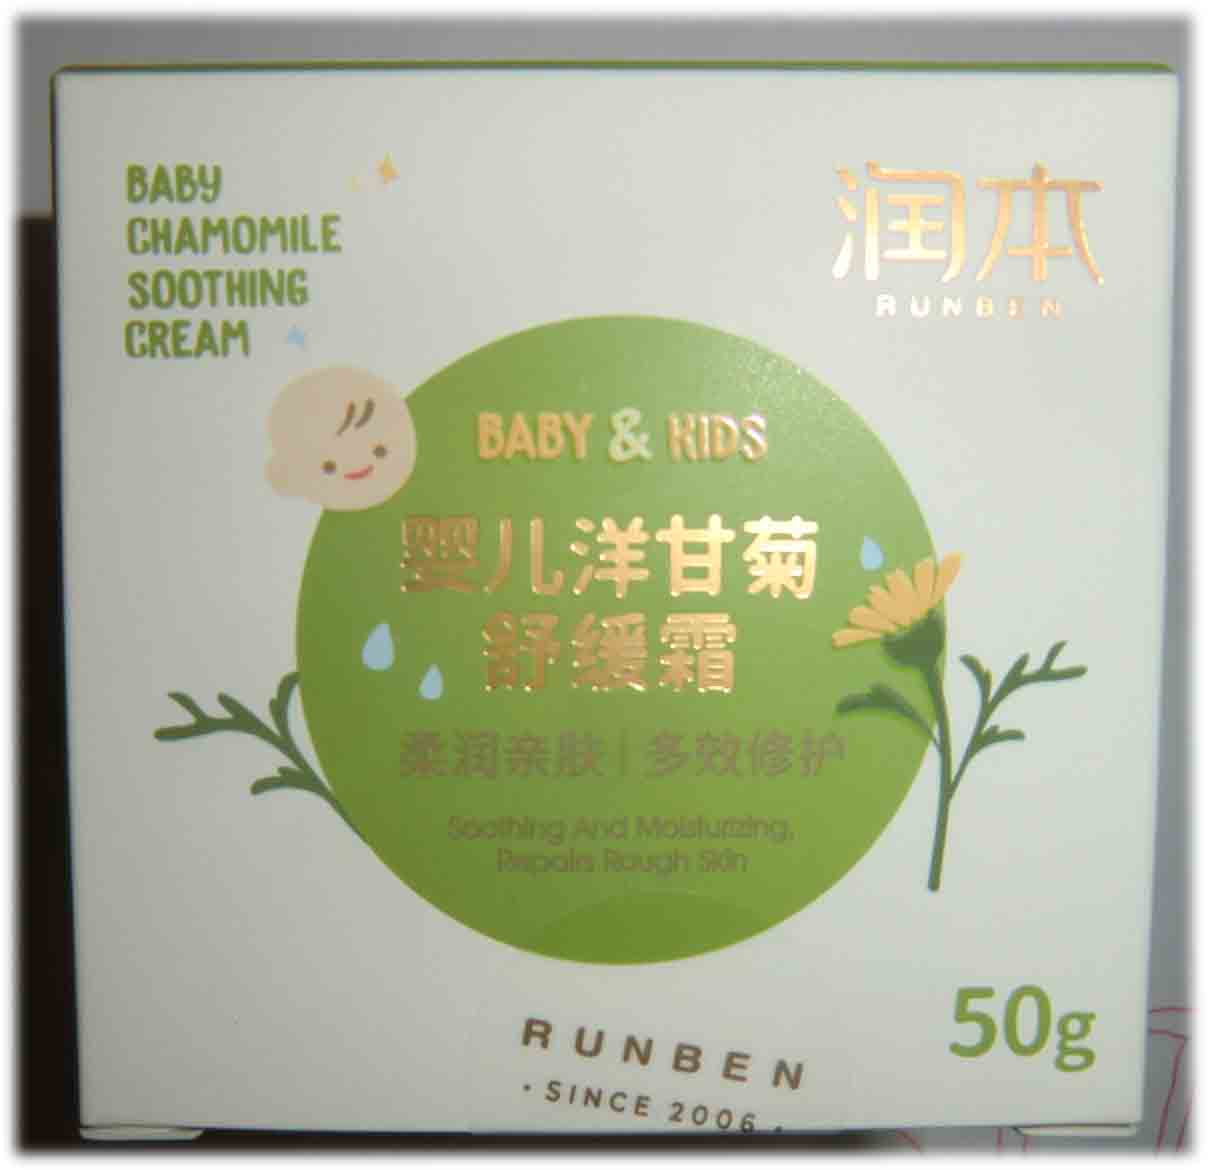 BABY
CHAMOMILE
SOOTHING
CREAM
润本
RUNBEN
BABY & KIDS
婴儿洋甘菊
舒缓霜
柔润亲肤|多效修护
Soothing And Moisturizing,
Repairs Rough Skin
50g
RUNBEN
· SINCE 2006 ·